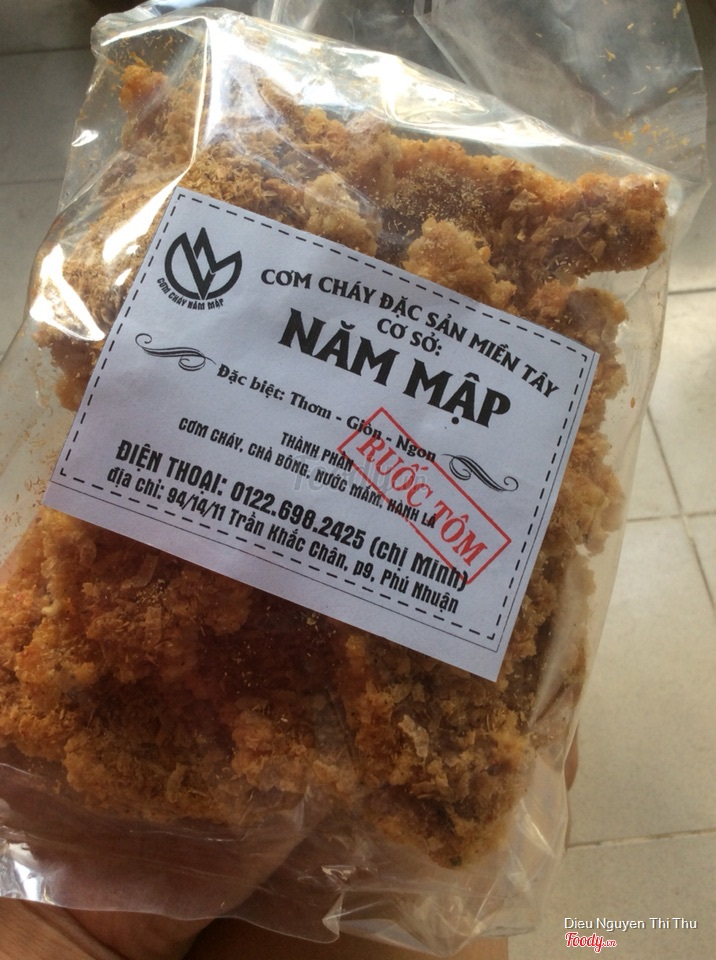 CƠM CHÁY NĂM MẬP
CƠM CHÁY ĐẶC SẢN MIỀN TÂY
CƠ SỞ:
NĂM MẬP
Đặc biệt: Thơm - Giòn - Ngon
THÀNH PHẦN
CƠM CHÁY, CHÀ BÔNG, NƯỚC MẮM, HÀNH LÁ
RUỐC TÔM
ĐIỆN THOẠI: 0122.698.2425 (chị Minh)
địa chỉ: 94/14/11 Trần Khắc Chân, p9, Phú Nhuận
Dieu Nguyen Thi Thu
Foody.vn